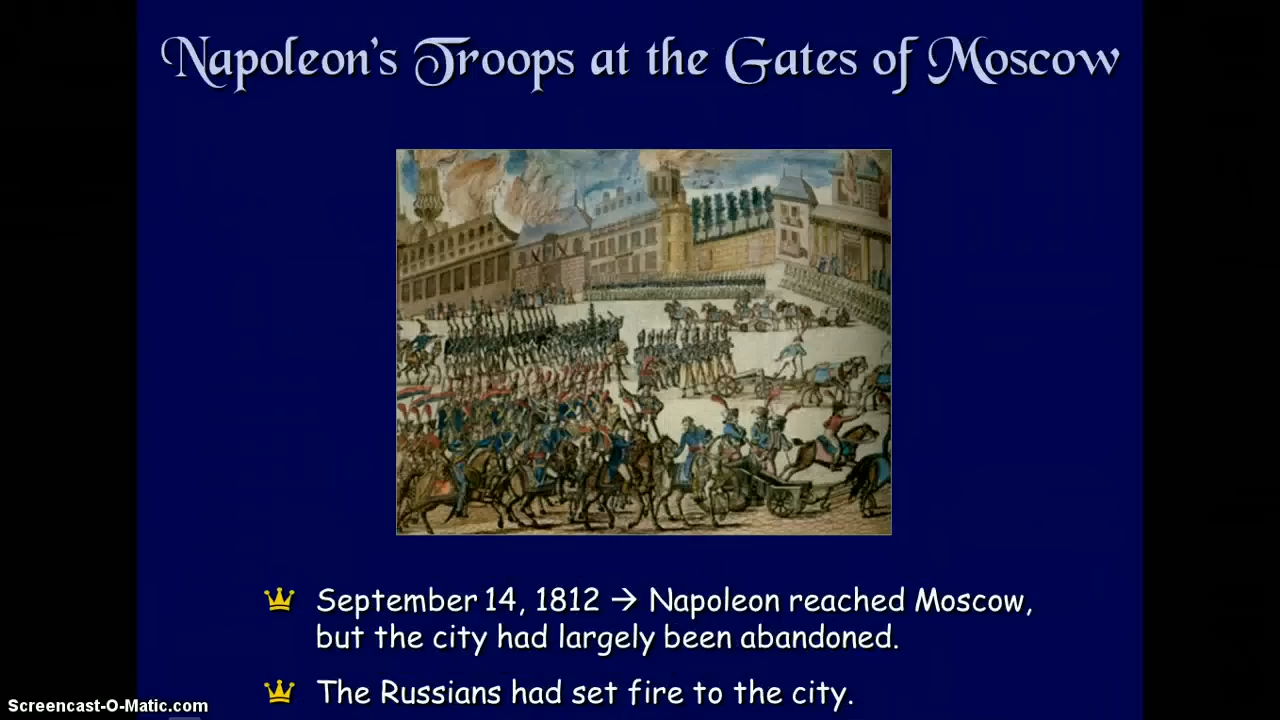 Napoleon's Troops at the Gates of Moscow
September 14, 1812 → Napoleon reached Moscow,
but the city had largely been abandoned.
The Russians had set fire to the city.
Screencast-O-Matic.com